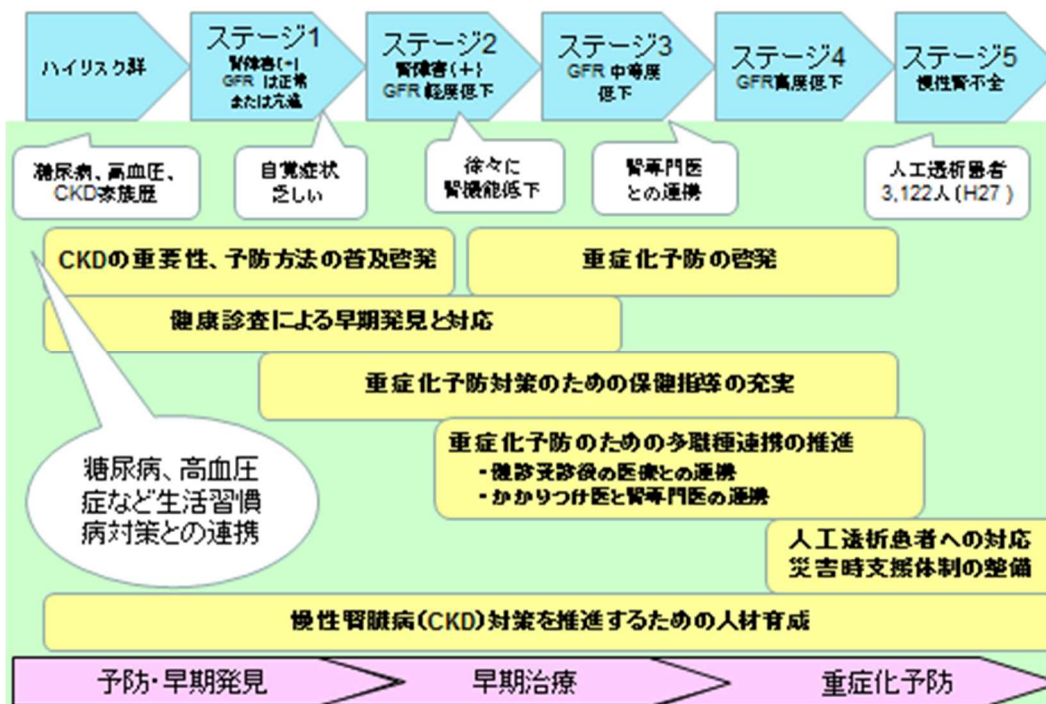 ハイリスク群
ステージ1
腎障害(+)
GFR は正常
または亢進
ステージ2
腎障害(+)
GFR 軽度低下
ステージ3
GFR 中等度
低下
ステージ4
GFR高度低下
ステージ5
慢性腎不全
糖尿病、高血圧、
CKD家族歴
自覚症状
乏しい
徐々に
腎機能低下
腎専門医
との連携
人工透析患者
3,122人(H27)
CKDの重要性、予防方法の普及啓発
重症化予防の啓発
健康診査による早期発見と対応
重症化予防対策のための保健指導の充実
重症化予防のための多職種連携の推進
・健診受診後の医療との連携
・かかりつけ医と腎専門医の連携
糖尿病、高血圧
症など生活習慣
病対策との連携
人工透析患者への対応
災害時支援体制の整備
慢性腎臓病(CKD)対策を推進するための人材育成
予防・早期発見
早期治療
重症化予防